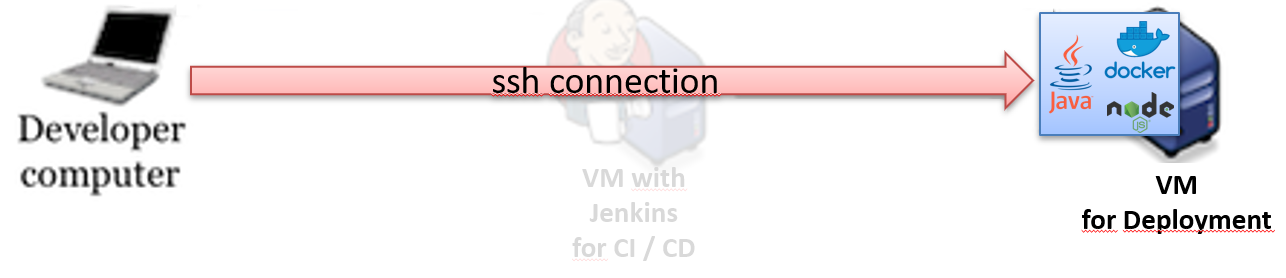 Developer
computer
ssh connection
VM with
Jenkins
for CI / CD
Java
docker
node
JS
VM
for Deployment